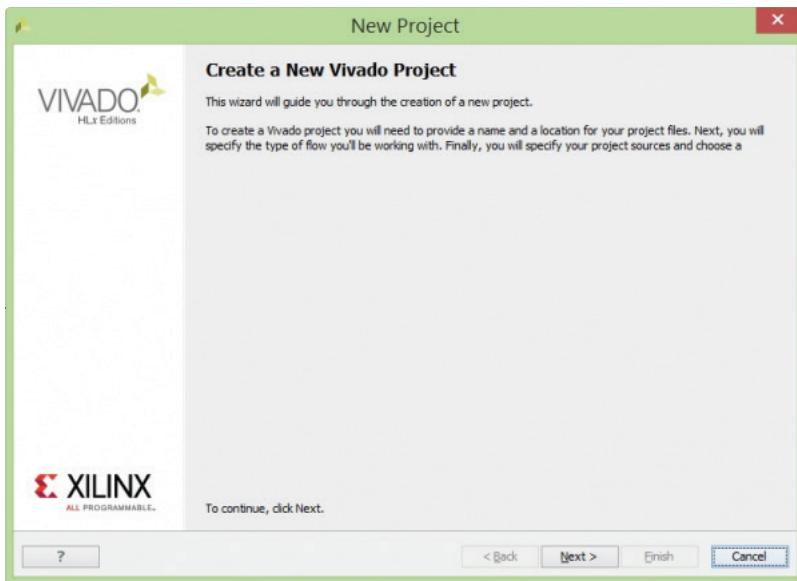 New Project
VIVADO
HLx Editions
Create a New Vivado Project
This wizard will guide you through the creation of a new project.
To create a Vivado project you will need to provide a name and a location for your project files. Next, you will
specify the type of flow you'll be working with. Finally, you will specify your project sources and choose a
XILINX
ALL PROGRAMMABLE.
To continue, click Next.
? < Back Next > Finish Cancel